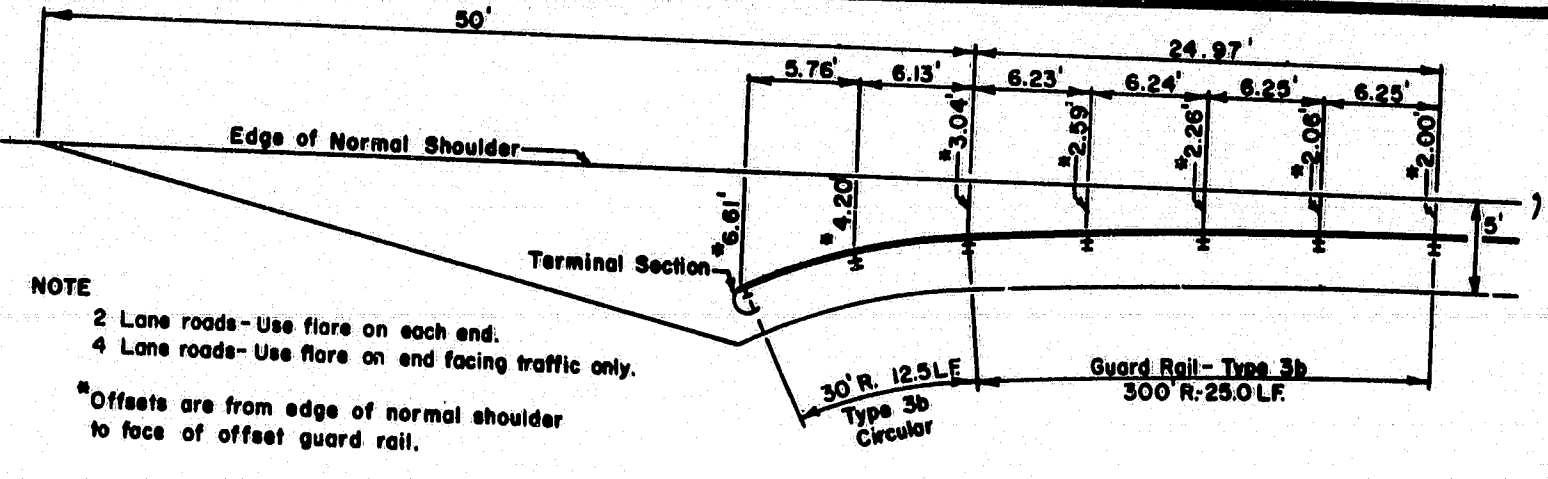 50'
24.97'
5.76'
6.13'
6.23'
6.24'
6.25'
6.25'
*6.61'
*4.20'
*3.04'
*2.59'
*2.26'
*2.06'
*2.00'
Edge of Normal Shoulder
5'
Terminal Section
NOTE
2 Lane roads-Use flare on each end.
4 Lane roads-Use flare on end facing traffic only.
*Offsets are from edge of normal shoulder
to face of offset guard rail.
30'R. 12.5LF
Type 3b
Circular
Guard Rail-Type 3b
300'R-25.0 LF.